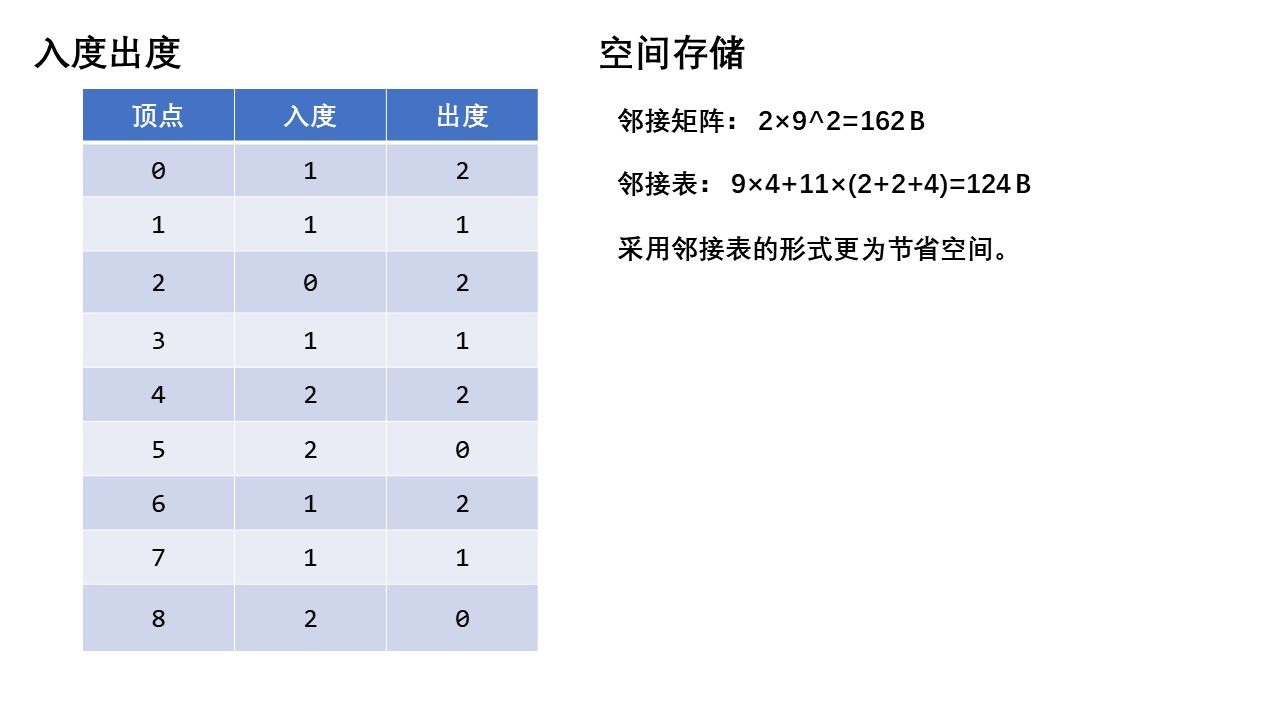 入度出度
顶点 入度 出度
0 1 2
1 1 1
2 0 2
3 1 1
4 2 2
5 2 0
6 1 2
7 1 1
8 2 0
空间存储
邻接矩阵： 2×9^2=162B
邻接表： 9×4+11×(2+2+4)=124B
采用邻接表的形式更为节省空间。